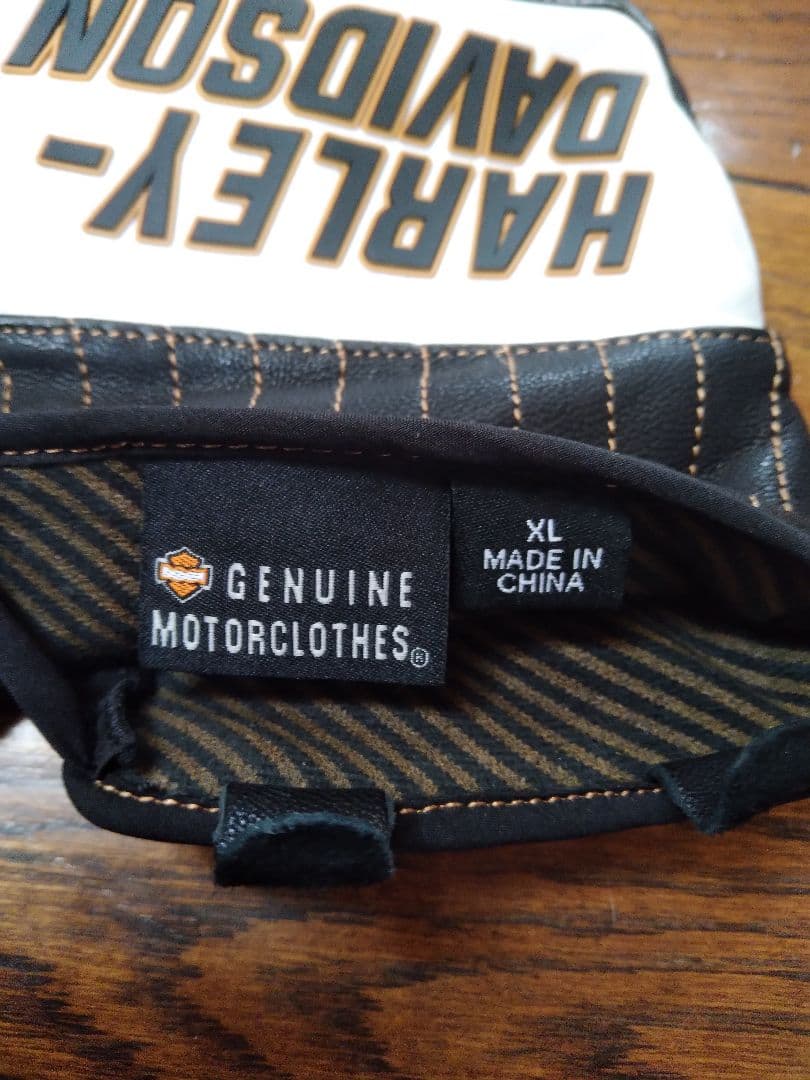 HARLEY-
DAVIDSON
GENUINE
MOTORCLOTHES®
XL
MADE IN
CHINA